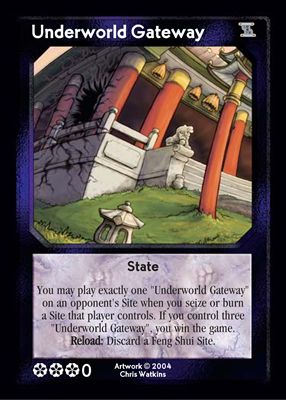 Underworld Gateway
State
You may play exactly one "Underworld Gateway"
on an opponent's Site when you seize or burn
a Site that player controls. If you control three
"Underworld Gateway", you win the game.
Reload: Discard a Feng Shui Site.
Artwork © 2004
Chris Watkins
0